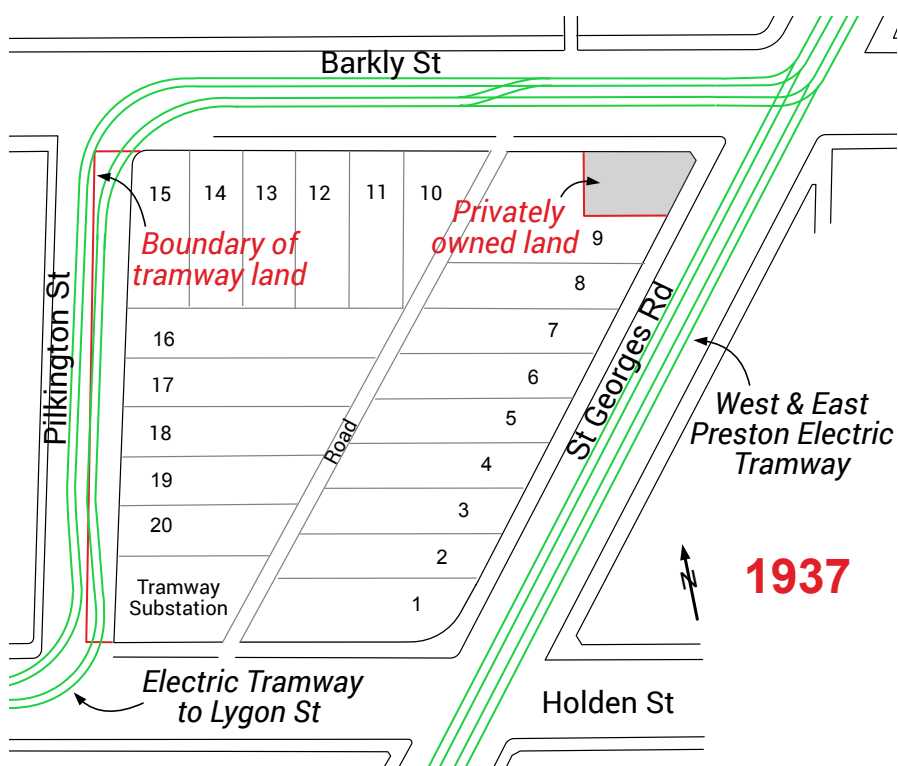 Barkly St
15
14
13
12
11
10
Privately
owned land
9
Boundary of
tramway land
8
Pilkington St
16
7
St Georges Rd
17
6
West & East
Preston Electric
Tramway
18
Road
5
19
4
20
3
2
Tramway
Substation
1
N
1937
Electric Tramway
to Lygon St
Holden St